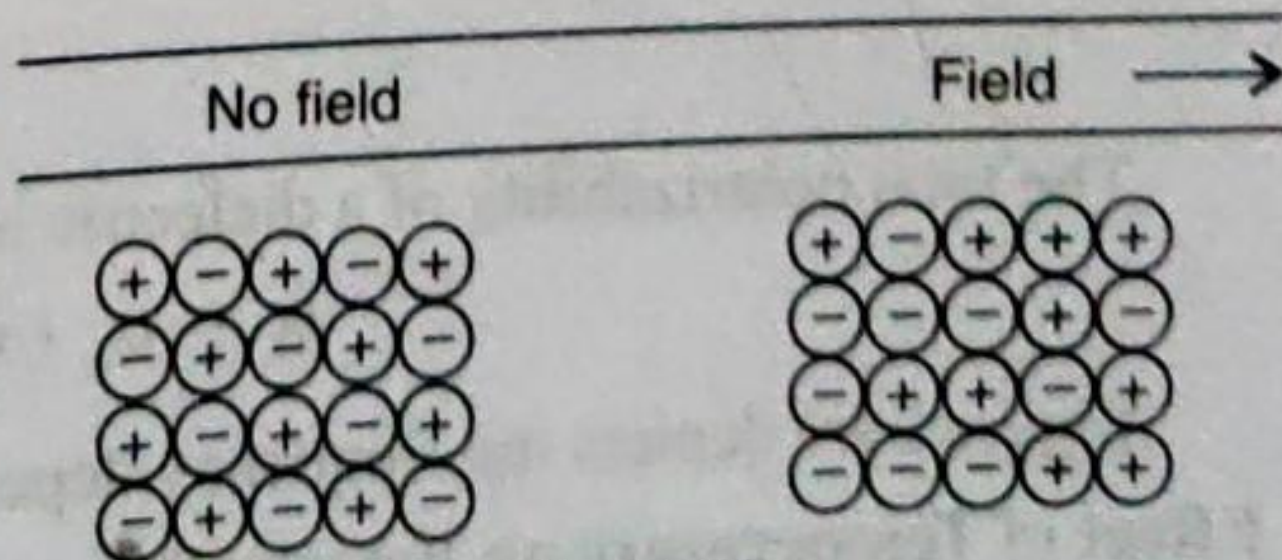 No field Field →
+ − + − + + − + + +
− + − + − − − − + −
+ − + − + − + + − +
− + − + − − − − + +